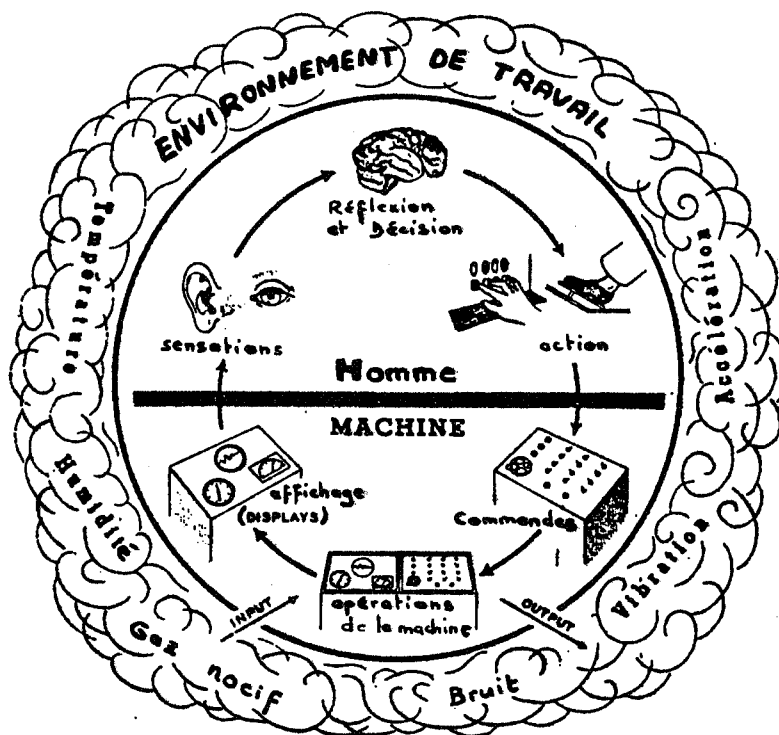 ENVIRONNEMENT DE TRAVAIL
Température
Accélération
Réflexion
et Décision
sensations
action
Homme
MACHINE
affichage
(DISPLAYS)
Commandes
Humidité
Vibration
opérations
de la machine
INPUT
OUTPUT
Gaz nocif
Bruit